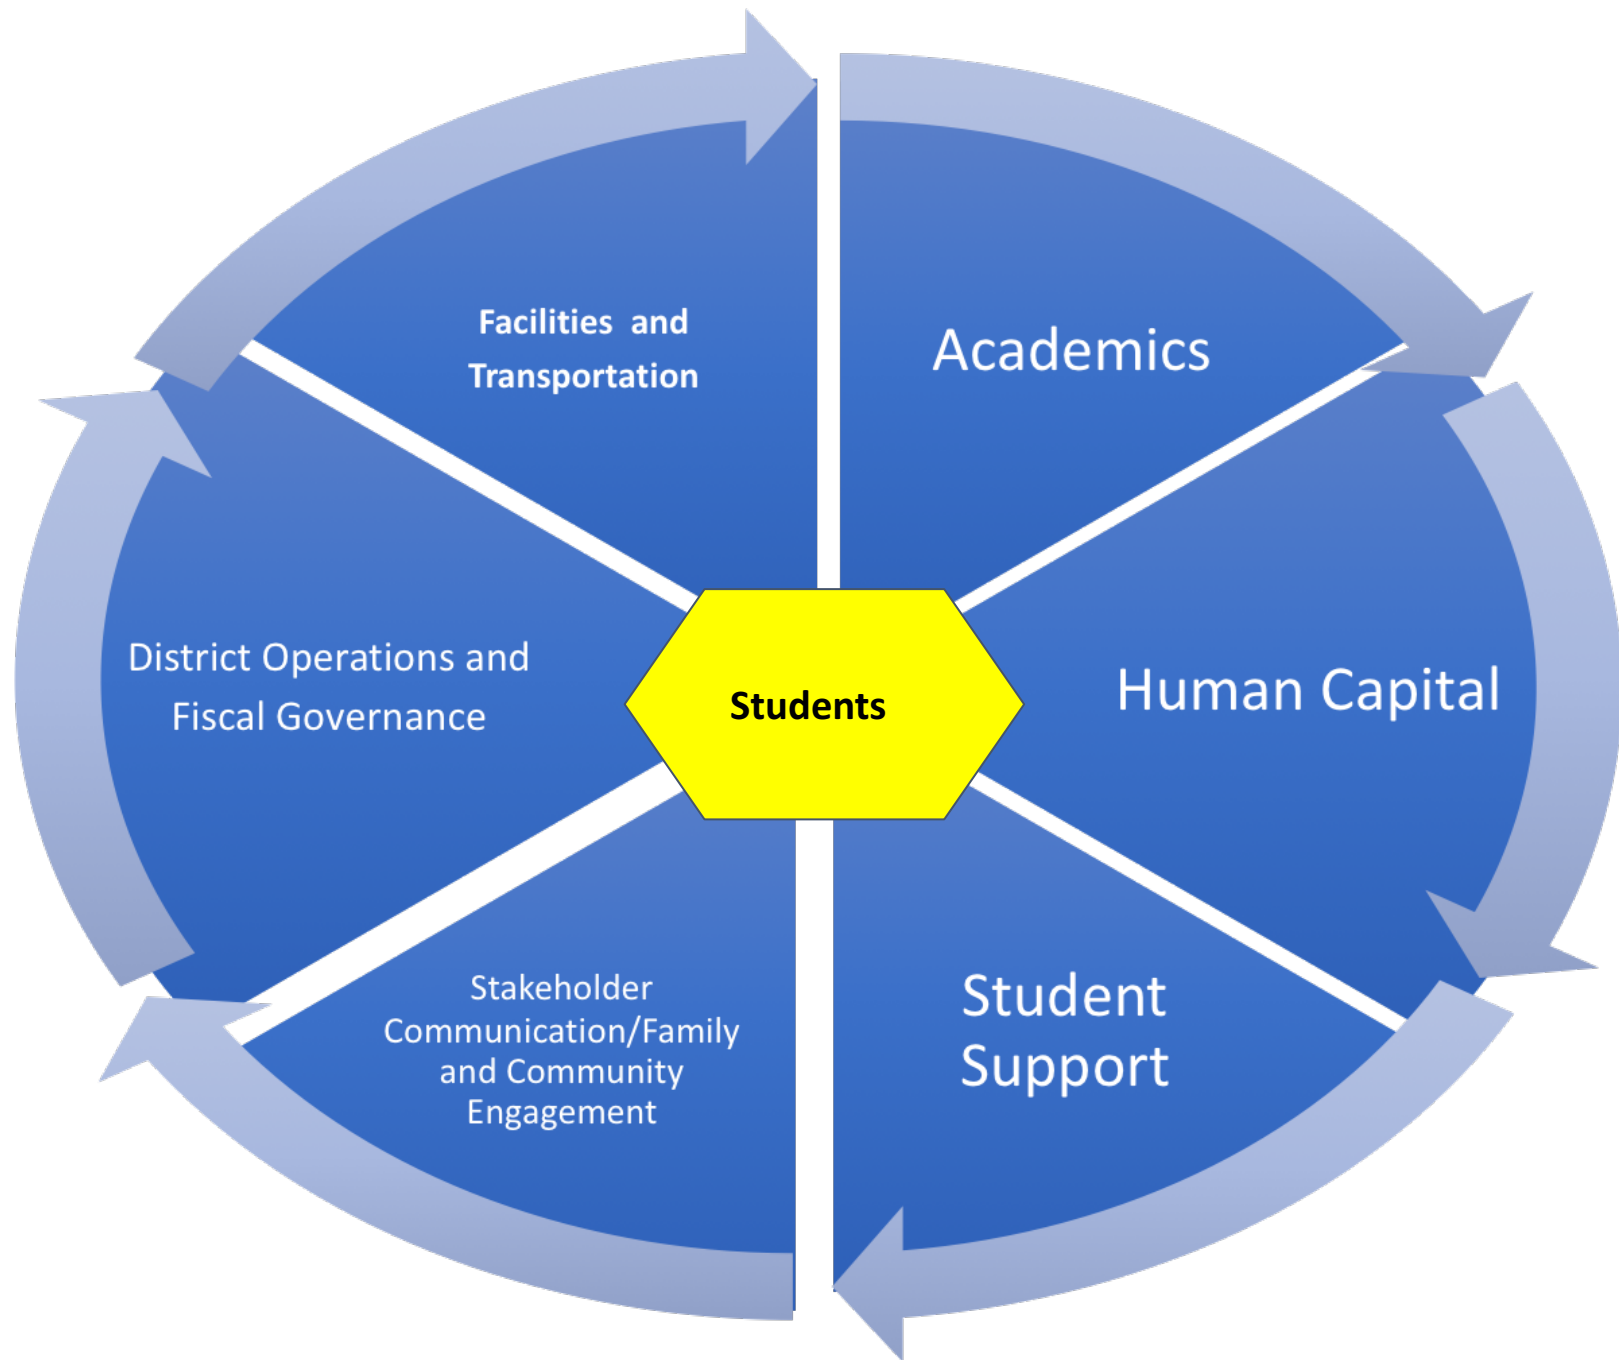 Facilities  and
Transportation
Academics
Human Capital
Student
Support
Stakeholder
Communication/Family
and Community
Engagement
District Operations and
Fiscal Governance
Students